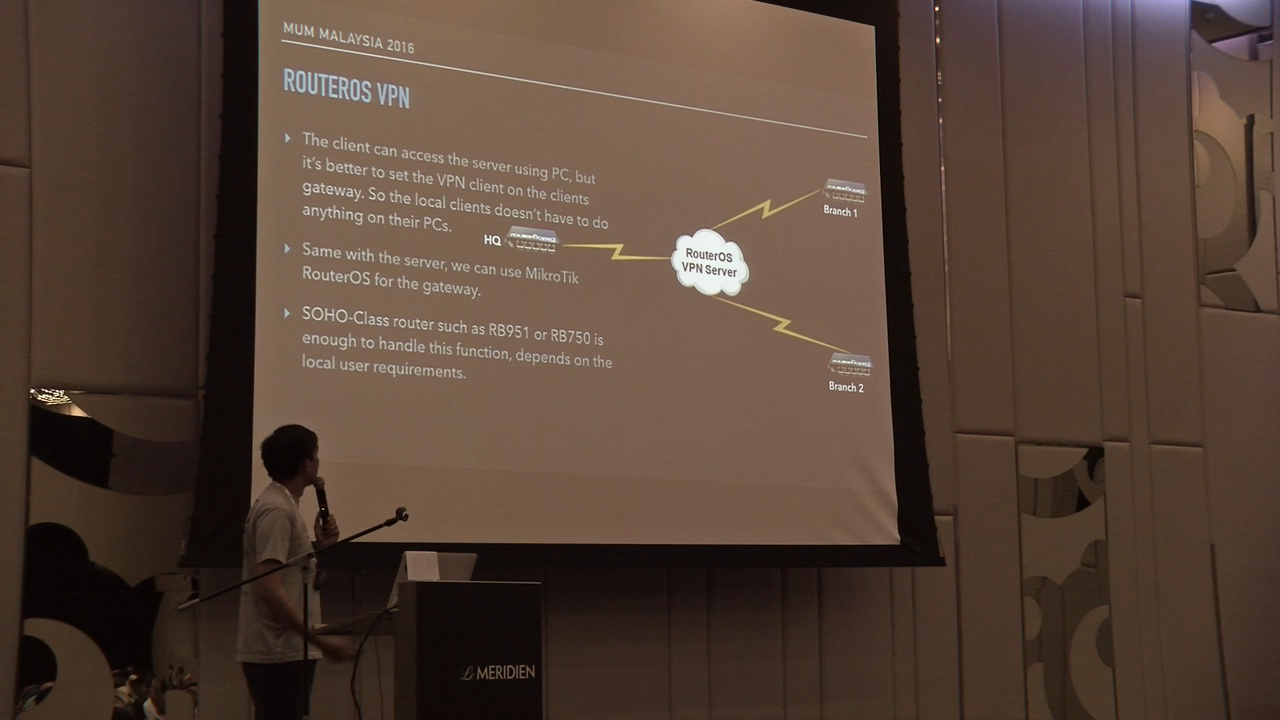 MUM MALAYSIA 2016
ROUTEROS VPN
The client can access the server using PC, but
it's better to set the VPN client on the clients
gateway. So the local clients doesn't have to do
anything on their PCs.
Same with the server, we can use MikroTik
RouterOS for the gateway.
SOHO-Class router such as RB951 or RB750 is
enough to handle this function, depends on the
local user requirements.
HQ
RouterOS
VPN Server
Branch 1
Branch 2
Le MERIDIEN